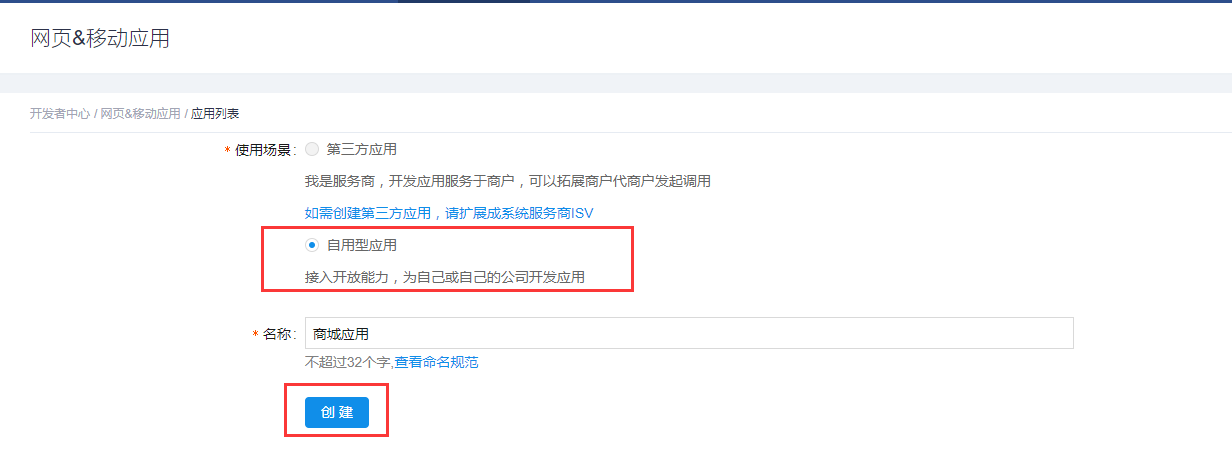 网页&移动应用
开发者中心 / 网页&移动应用 / 应用列表
* 使用场景: 第三方应用
我是服务商，开发应用服务于商户，可以拓展商户代商户发起调用
如需创建第三方应用，请扩展成系统服务商ISV
自用型应用
接入开放能力，为自己或自己的公司开发应用
* 名称: 商城应用
不超过32个字,查看命名规范
创 建